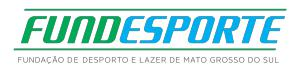 FUNDESPORTE
FUNDAÇÃO DE DESPORTO E LAZER DE MATO GROSSO DO SUL